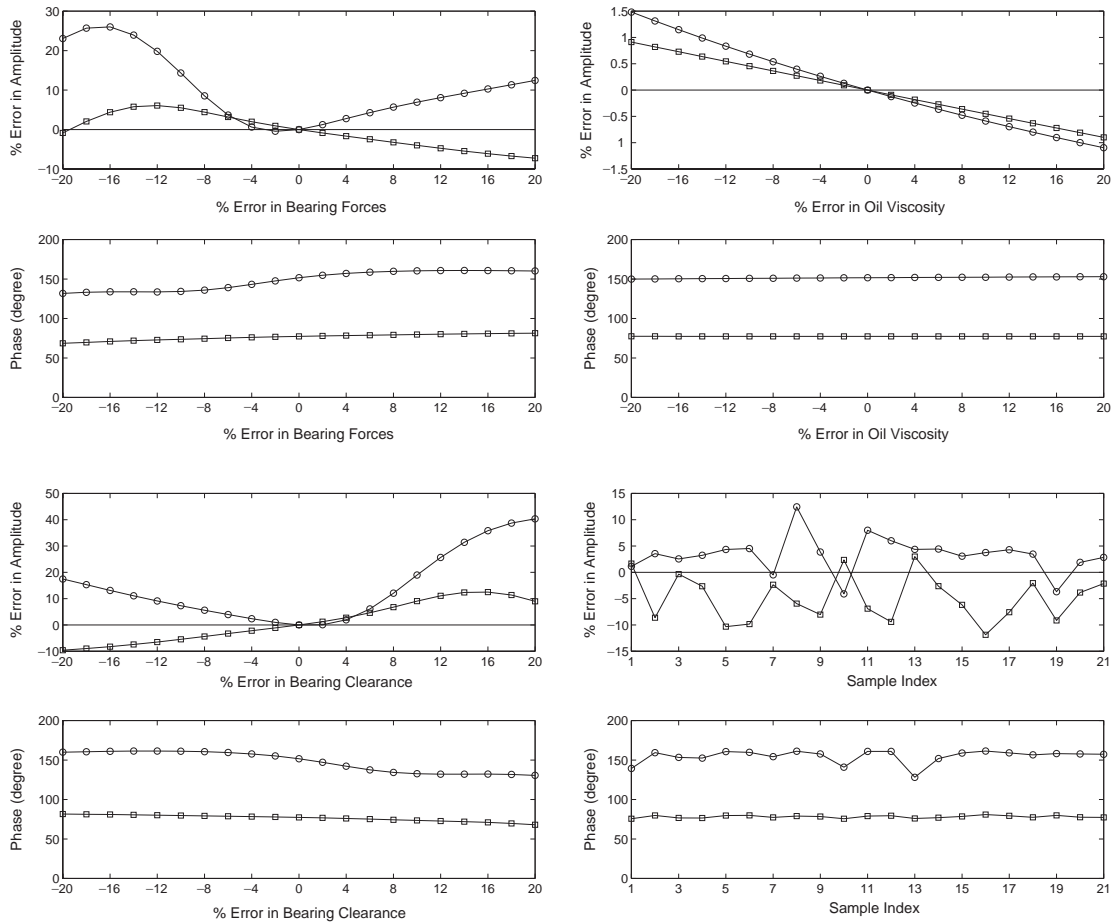 30
20
10
0
−10
% Error in Amplitude
−20 −16 −12 −8 −4 0 4 8 12 16 20
% Error in Bearing Forces
1.5
1
0.5
0
0.5
1
1.5
% Error in Amplitude
−20 −16 −12 −8 −4 0 4 8 12 16 20
% Error in Oil Viscosity
200
150
100
50
0
Phase (degree)
−20 −16 −12 −8 −4 0 4 8 12 16 20
% Error in Bearing Forces
200
150
100
50
0
Phase (degree)
−20 −16 −12 −8 −4 0 4 8 12 16 20
% Error in Oil Viscosity
50
40
30
20
10
0
−10
% Error in Amplitude
−20 −16 −12 −8 −4 0 4 8 12 16 20
% Error in Bearing Clearance
15
10
5
0
−5
−10
−15
% Error in Amplitude
1 3 5 7 9 11 13 15 17 19 21
Sample Index
200
150
100
50
0
Phase (degree)
−20 −16 −12 −8 −4 0 4 8 12 16 20
% Error in Bearing Clearance
200
150
100
50
0
Phase (degree)
1 3 5 7 9 11 13 15 17 19 21
Sample Index